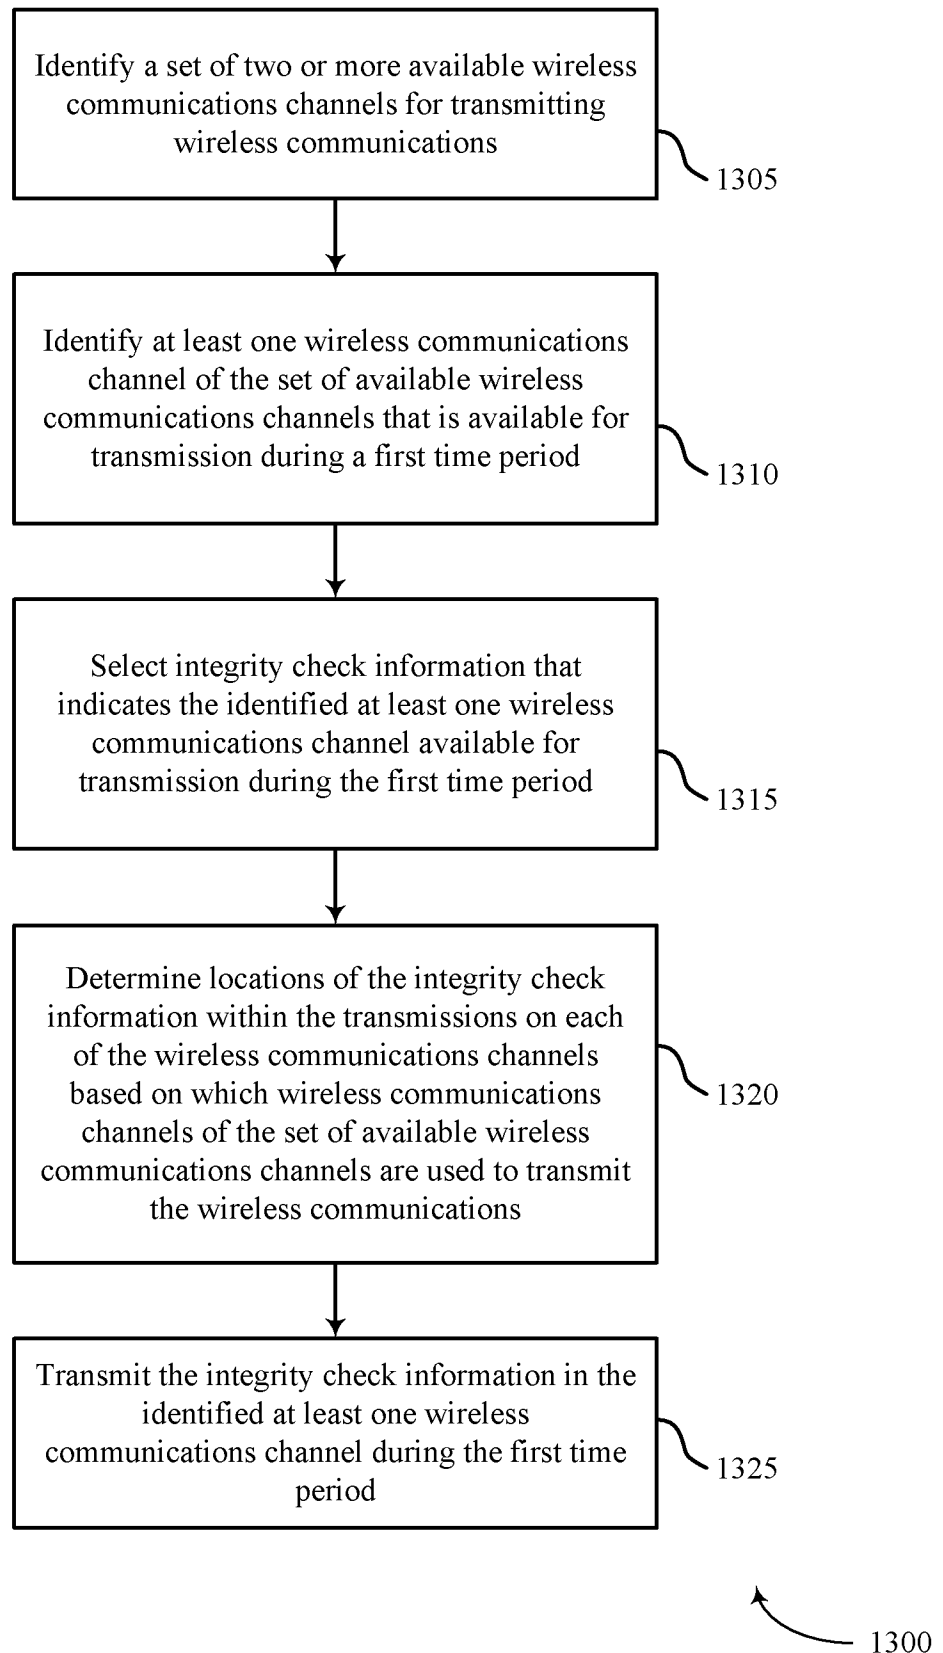 Identify a set of two or more available wireless
communications channels for transmitting
wireless communications
1305
Identify at least one wireless communications
channel of the set of available wireless
communications channels that is available for
transmission during a first time period
1310
Select integrity check information that
indicates the identified at least one wireless
communications channel available for
transmission during the first time period
1315
Determine locations of the integrity check
information within the transmissions on each
of the wireless communications channels
based on which wireless communications
channels of the set of available wireless
communications channels are used to transmit
the wireless communications
1320
Transmit the integrity check information in the
identified at least one wireless
communications channel during the first time
period
1325
1300